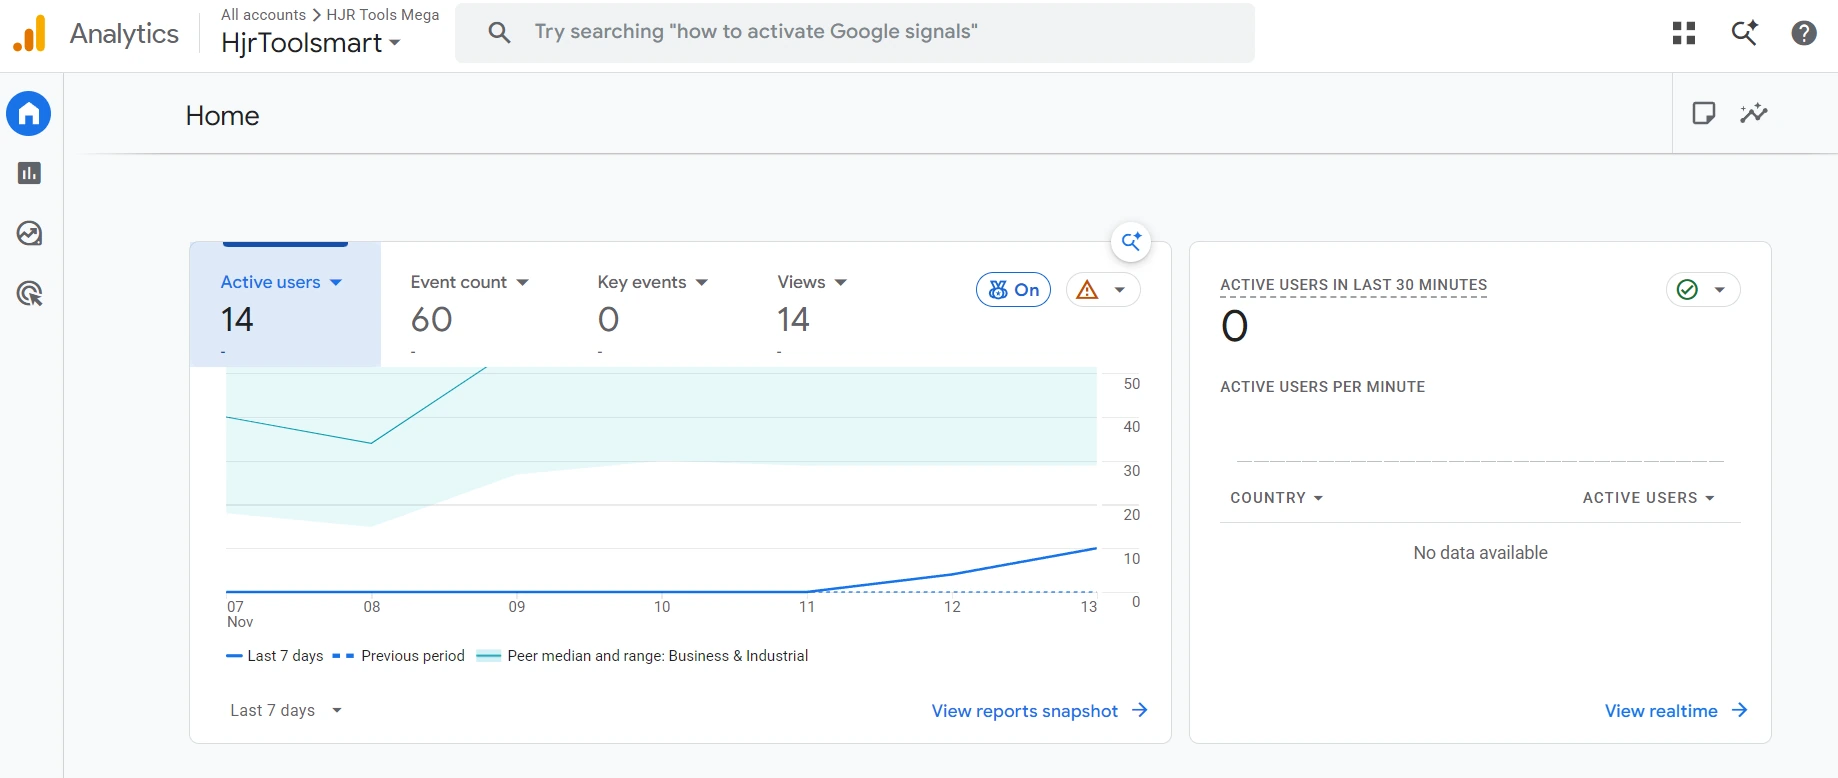 Analytics
All accounts > HJR Tools Mega
HjrToolsmart
Try searching "how to activate Google signals"
Home
Active users
14
-
Event count
60
-
Key events
0
-
Views
14
-
On
50
40
30
20
10
0
07
Nov
08
09
10
11
12
13
Last 7 days
Previous period
Peer median and range: Business & Industrial
Last 7 days
View reports snapshot
ACTIVE USERS IN LAST 30 MINUTES
0
ACTIVE USERS PER MINUTE
COUNTRY
ACTIVE USERS
No data available
View realtime